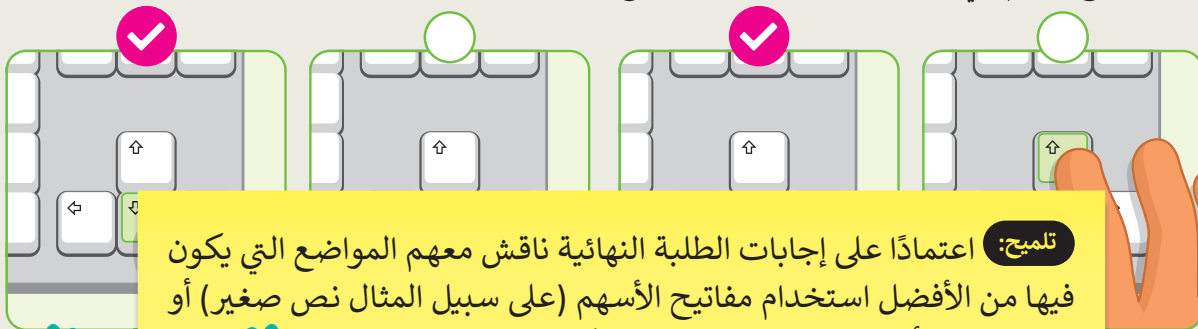 تلميح: اعتمادًا على إجابات الطلبة النهائية ناقش معهم المواضع التي يكون
فيها من الأفضل استخدام مفاتيح الأسهم (على سبيل المثال نص صغير) أو